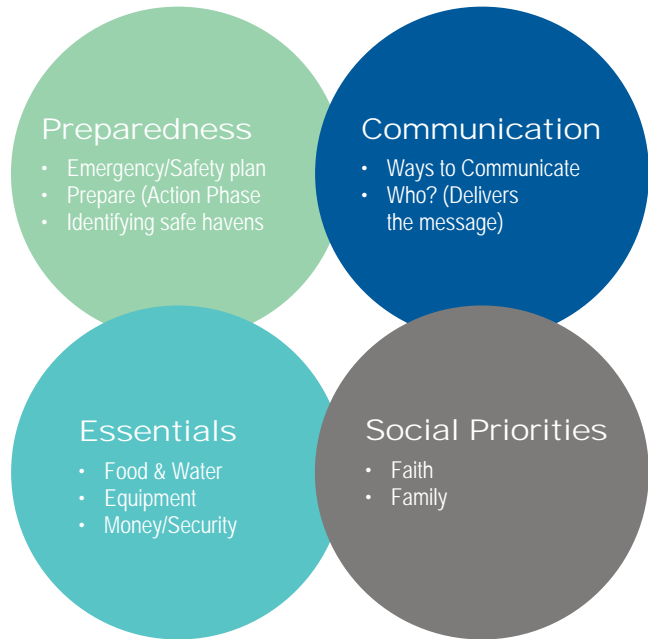 Preparedness
• Emergency/Safety plan
• Prepare (Action Phase
• Identifying safe havens
Communication
• Ways to Communicate
• Who? (Delivers
the message)
Essentials
• Food & Water
• Equipment
• Money/Security
Social Priorities
• Faith
• Family